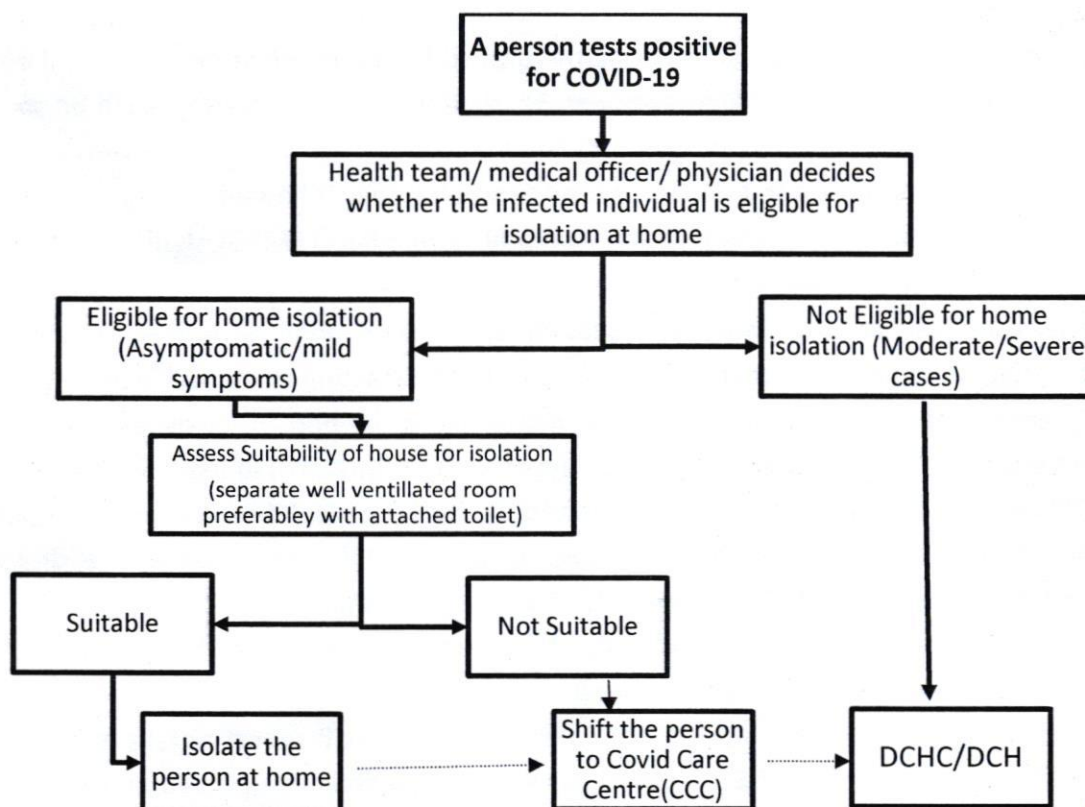 A person tests positive
for COVID-19
Health team/ medical officer/ physician decides
whether the infected individual is eligible for
isolation at home
Eligible for home isolation
(Asymptomatic/mild
symptoms)
Not Eligible for home
isolation (Moderate/Severe
cases)
Assess Suitability of house for isolation
(separate well ventillated room
preferabley with attached toilet)
Suitable
Not Suitable
Isolate the
person at home
Shift the person
to Covid Care
Centre(CCC)
DCHC/DCH